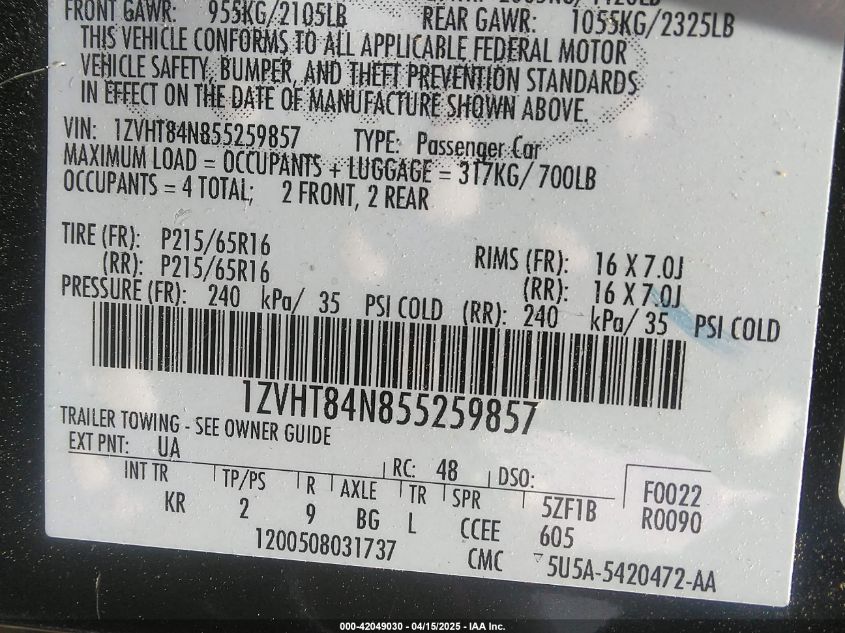 FRONT GAWR: 955KG/2105LB REAR GAWR: 1055KG/2325LB
THIS VEHICLE CONFORMS TO ALL APPLICABLE FEDERAL MOTOR
VEHICLE SAFETY, BUMPER, AND THEFT PREVENTION STANDARDS
IN EFFECT ON THE DATE OF MANUFACTURE SHOWN ABOVE.
VIN: 1ZVHT84N855259857 TYPE: Passenger Car
MAXIMUM LOAD = OCCUPANTS + LUGGAGE = 317KG/ 700LB
OCCUPANTS = 4 TOTAL; 2 FRONT, 2 REAR
TIRE (FR): P215/65R16 RIMS (FR): 16 X 7.0J
(RR): P215/65R16 (RR): 16 X 7.0J
PRESSURE (FR): 240 kPa/ 35 PSI COLD (RR): 240 kPa/ 35 PSI COLD
1ZVHT84N855259857
TRAILER TOWING - SEE OWNER GUIDE
EXT PNT: UA RC: 48 DSO: F0022
INT TR TP/PS R AXLE TR SPR 5ZF1B R0090
KR 2 9 BG L CCEE 605
1200508031737 CMC 5U5A-5420472-AA
000-42049030 - 04/15/2025 - IAA Inc.